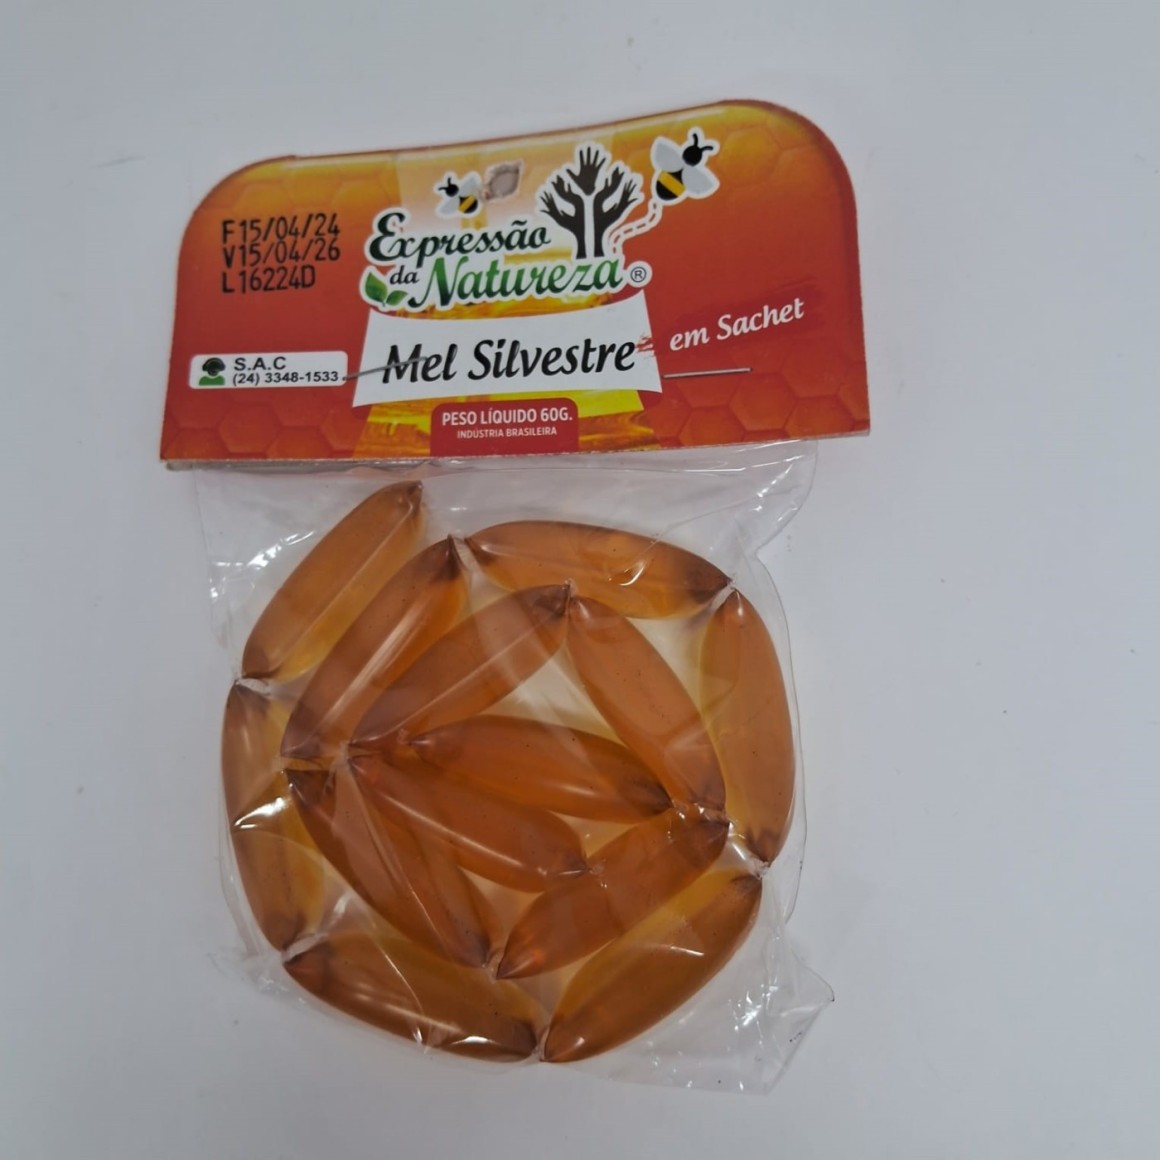 F15/04/24
V15/04/26
L16224D
Expressão
da Natureza®
Mel Silvestre
em Sachet
S.A.C
(24) 3348-1533
PESO LÍQUIDO 60G.
INDÚSTRIA BRASILEIRA